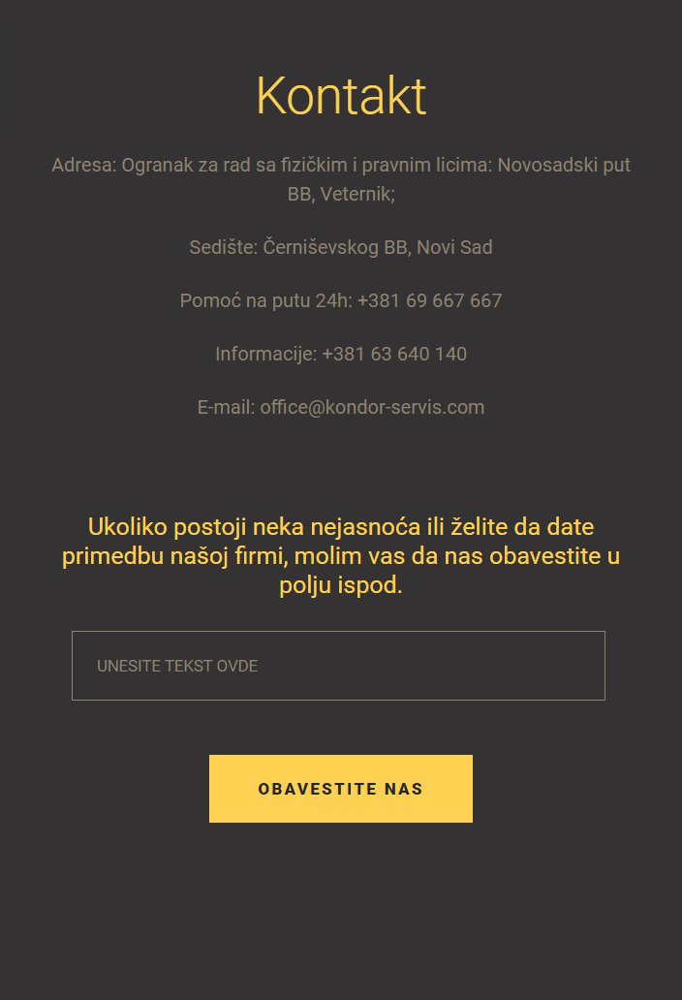 Kontakt
Adresa: Ogranak za rad sa fizičkim i pravnim licima: Novosadski put
BB, Veternik;
Sedište: Černiševskog BB, Novi Sad
Pomoć na putu 24h: +381 69 667 667
Informacije: +381 63 640 140
E-mail: office@kondor-servis.com
Ukoliko postoji neka nejasnoća ili želite da date
primedbu našoj firmi, molim vas da nas obavestite u
polju ispod.
UNESITE TEKST OVDE
OBAVESTITE NAS